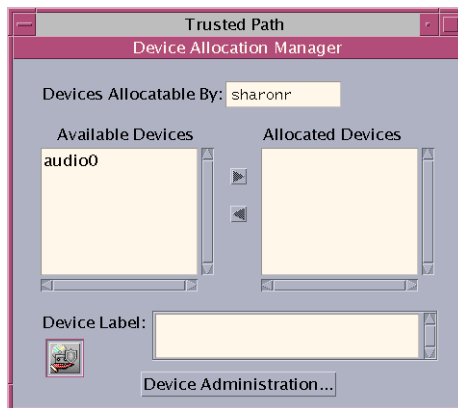 Trusted Path
Device Allocation Manager
Devices Allocatable By: sharonr
Available Devices
Allocated Devices
audio0
Device Label:
Device Administration...